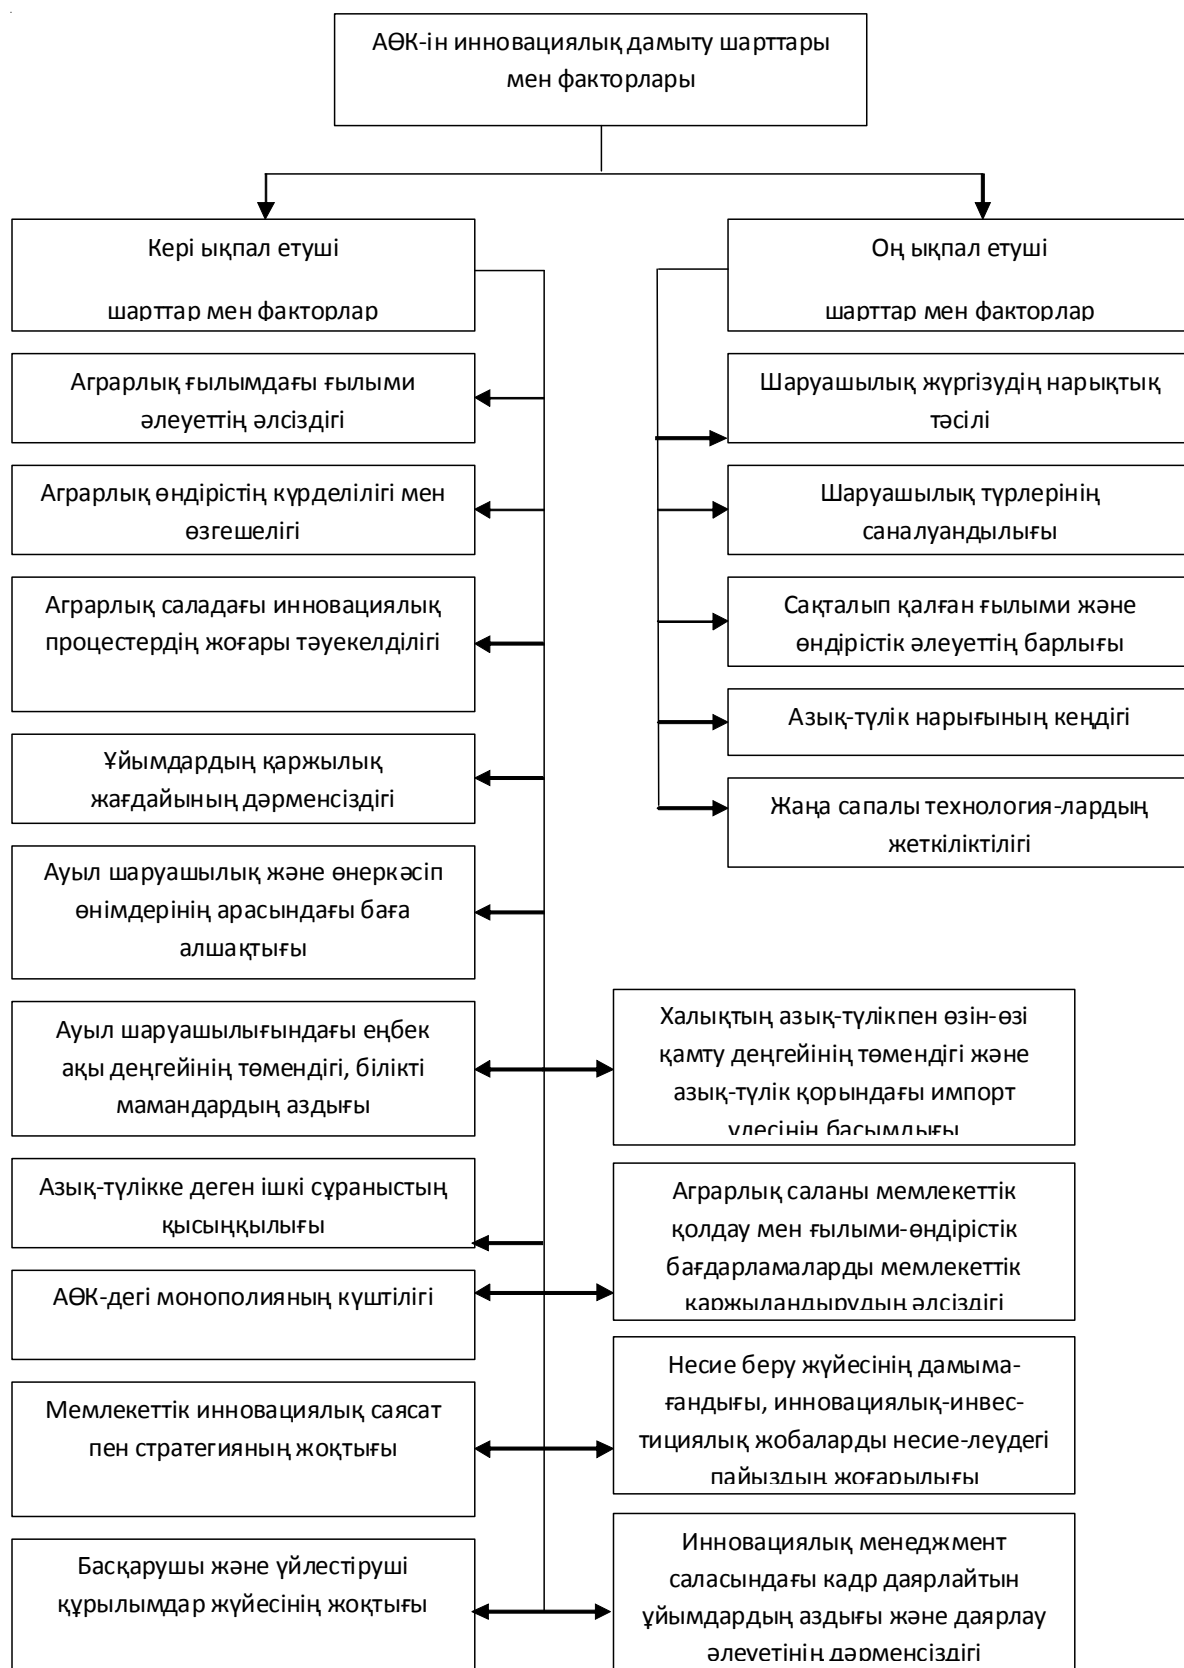 АӨК-ін инновациялық дамыту шарттары
мен факторлары
Кері ықпал етуші
шарттар мен факторлар
Аграрлық ғылымдағы ғылыми
әлеуеттің әлсіздігі
Аграрлық өндірістің күрделілігі мен
өзгешелігі
Аграрлық саладағы инновациялық
процестердің жоғары тәуекелділігі
Ұйымдардың қаржылық
жағдайының дәрменсіздігі
Ауыл шаруашылық және өнеркәсіп
өнімдерінің арасындағы баға
алшақтығы
Ауыл шаруашылығындағы еңбек
ақы деңгейінің төмендігі, білікті
мамандардың аздығы
Азық-түлікке деген ішкі сұраныстың
қысыңқылығы
АӨК-дегі монополияның күштілігі
Мемлекеттік инновациялық саясат
пен стратегияның жоқтығы
Басқарушы және үйлестіруші
құрылымдар жүйесінің жоқтығы
Оң ықпал етуші
шарттар мен факторлар
Шаруашылық жүргізудің нарықтық
тәсілі
Шаруашылық түрлерінің
саналуандылығы
Сақталып қалған ғылыми және
өндірістік әлеуеттің барлығы
Азық-түлік нарығының кеңдігі
Жаңа сапалы технология-лардың
жеткіліктілігі
Халықтың азық-түлікпен өзін-өзі
қамту деңгейінің төмендігі және
азық-түлік қорындағы импорт
үлесінің басымдығы
Аграрлық саланы мемлекеттік
қолдау мен ғылыми-өндірістік
бағдарламаларды мемлекеттік
қаржыландырудың әлсіздігі
Несие беру жүйесінің дамыма-
ғандығы, инновациялық-инвес-
тициялық жобаларды несие-леудегі
пайыздың жоғарылығы
Инновациялық менеджмент
саласындағы кадр даярлайтын
ұйымдардың аздығы және даярлау
әлеуетінің дәрменсіздігі